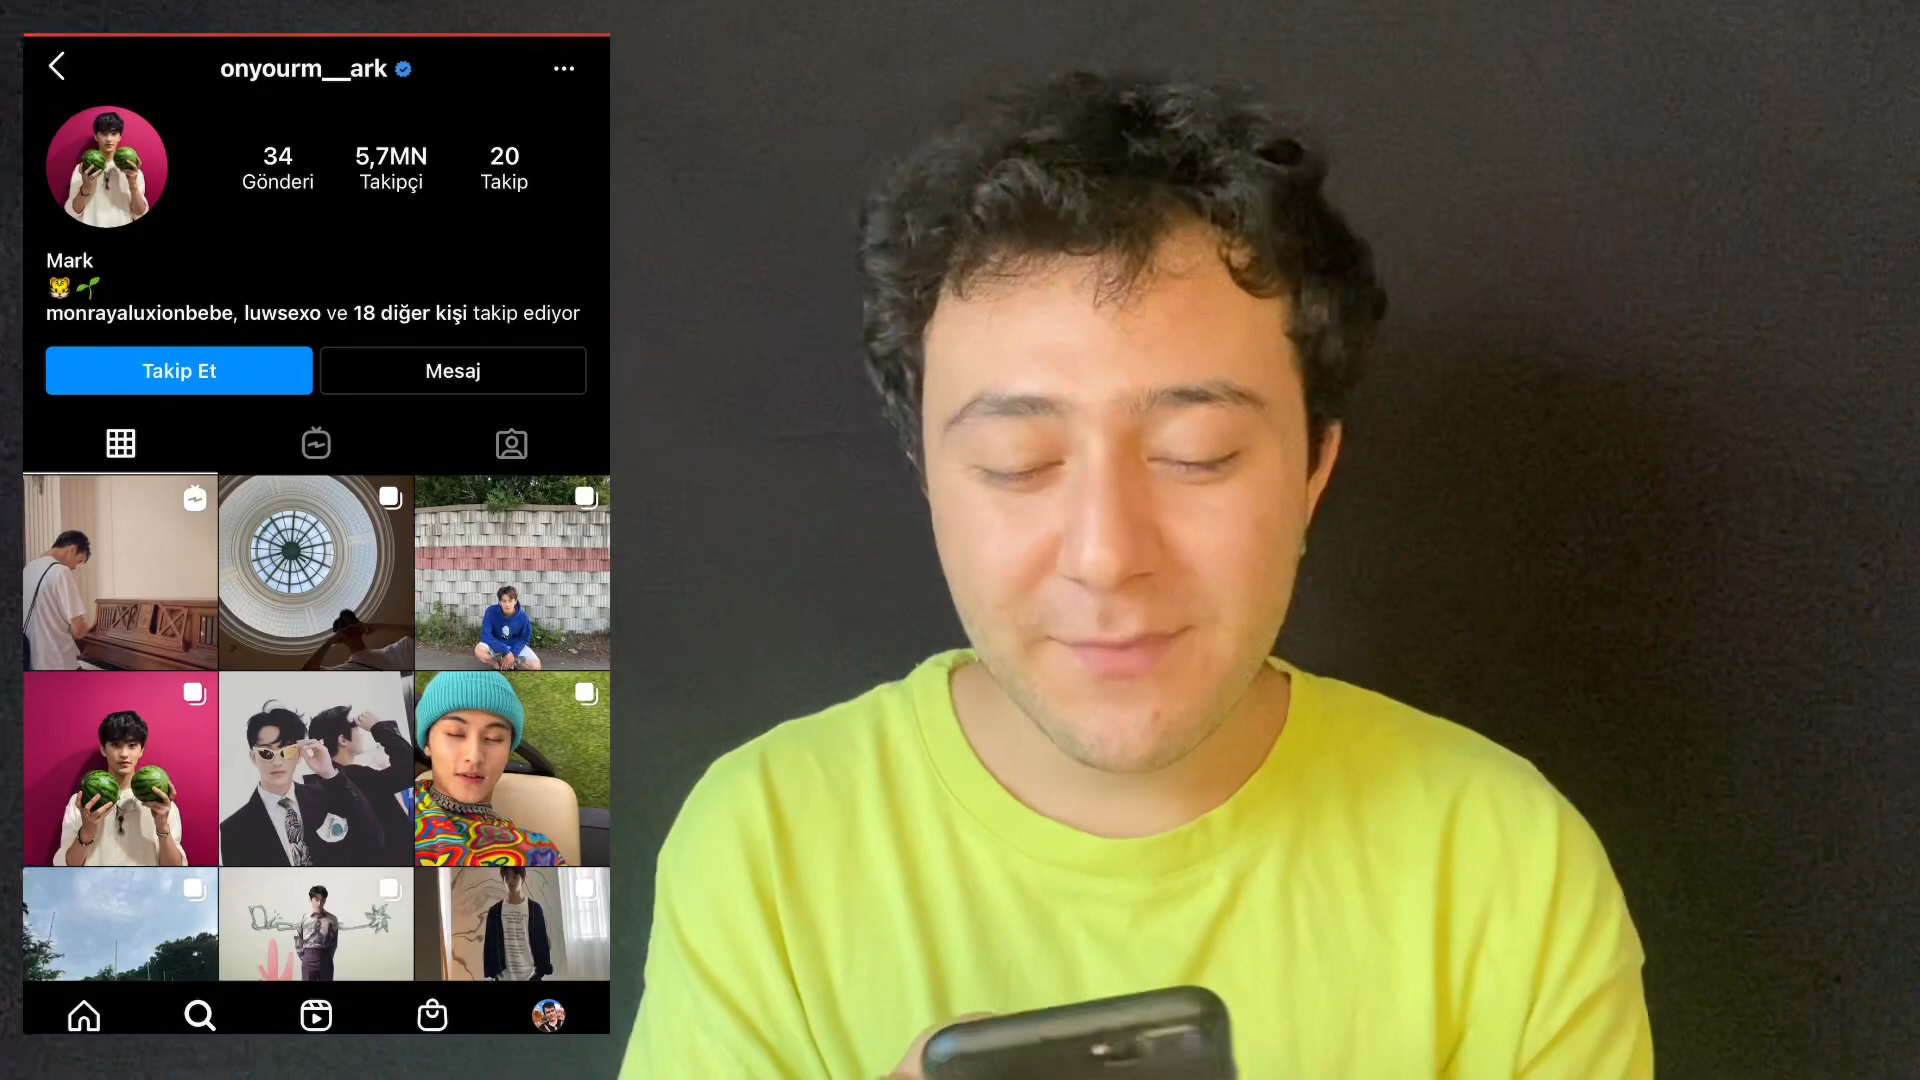 onyourm__ark
34
5,7MN
20
Gönderi
Takipçi
Takip
Mark
monrayaluxionbebe, luwsexo ve 18 diğer kişi takip ediyor
Takip Et
Mesaj